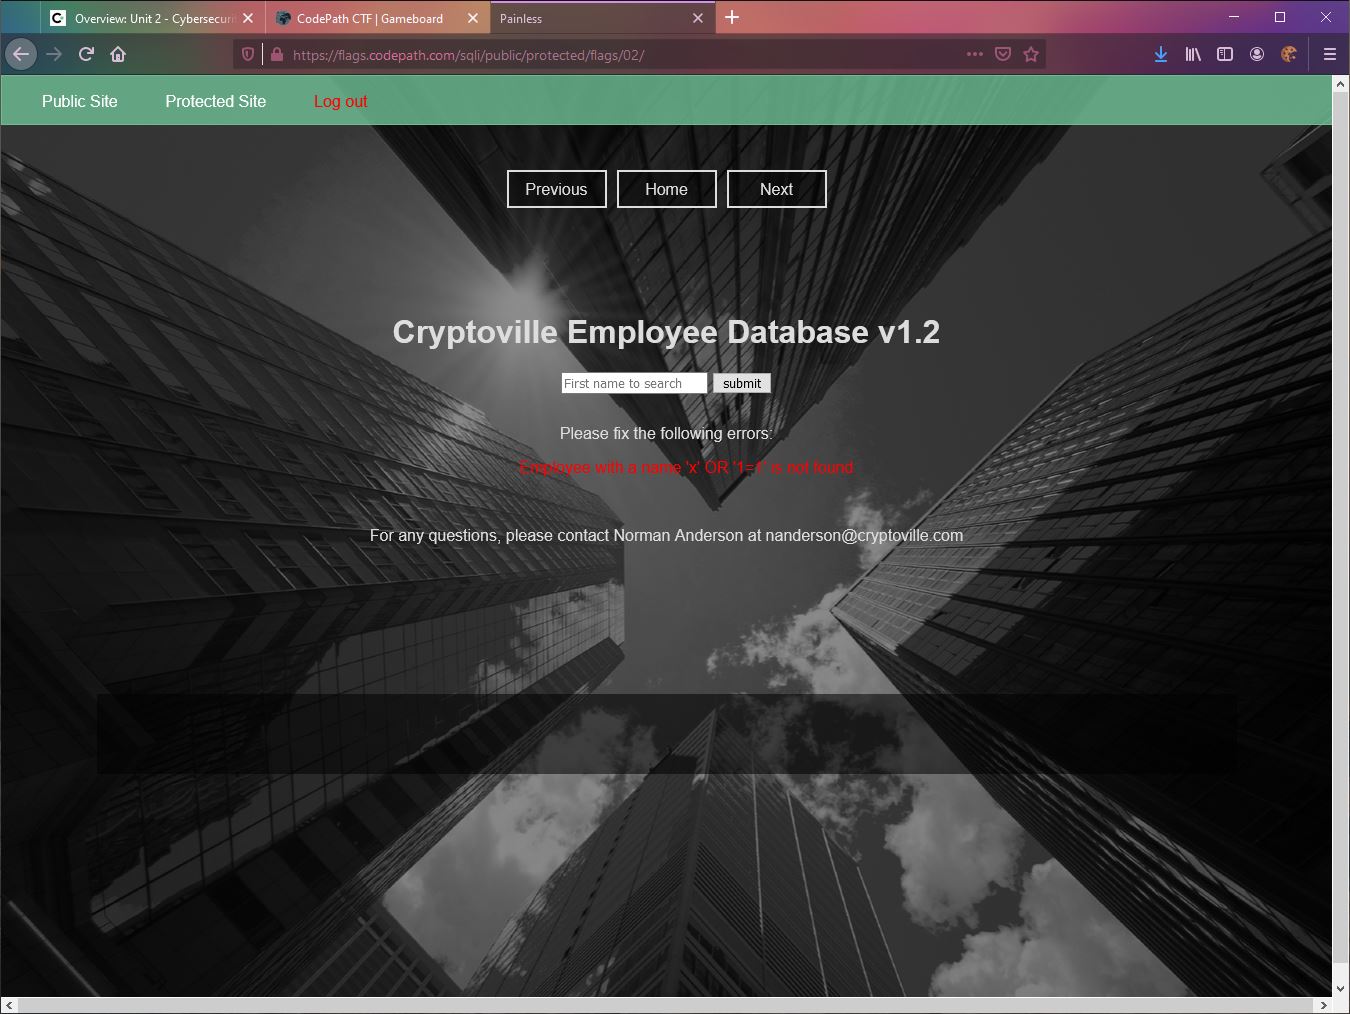 Overview: Unit 2 - Cybersecuri
CodePath CTF | Gameboard
Painless
https://flags.codepath.com/sqli/public/protected/flags/02/
Public Site
Protected Site
Log out
Previous
Home
Next
Cryptoville Employee Database v1.2
First name to search
submit
Please fix the following errors:
Employee with a name 'x' OR '1=1' is not found
For any questions, please contact Norman Anderson at nanderson@cryptoville.com